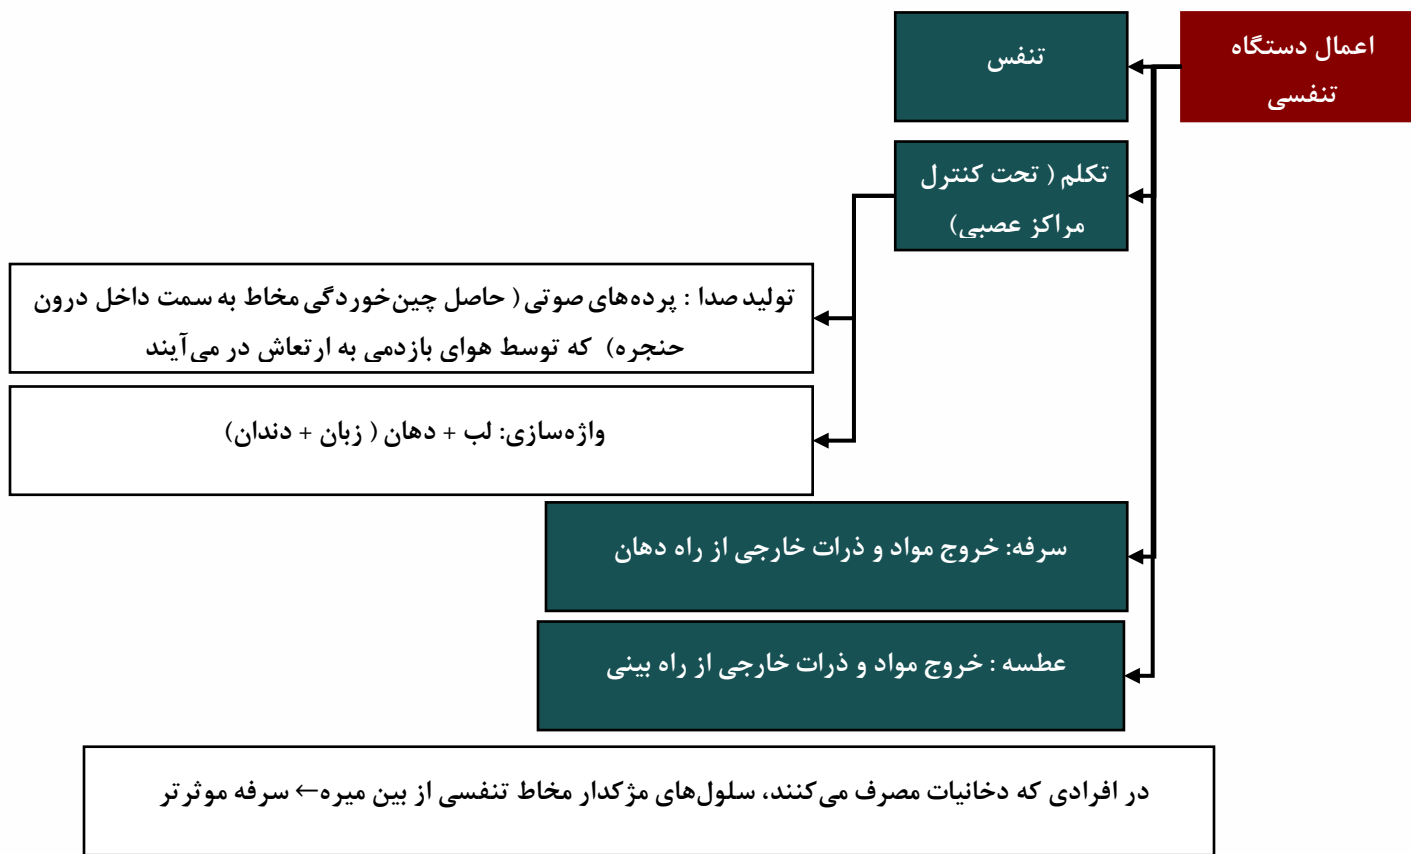 اعمال دستگاه
تنفسی
تنفس
تکلم ( تحت کنترل
مراکز عصبی)
تولید صدا : پرده‌های صوتی ( حاصل چین‌خوردگی مخاط به سمت داخل درون
حنجره) که توسط هوای بازدمی به ارتعاش در می‌آیند
واژه‌سازی: لب + دهان ( زبان + دندان)
سرفه: خروج مواد و ذرات خارجی از راه دهان
عطسه : خروج مواد و ذرات خارجی از راه بینی
در افرادی که دخانیات مصرف می‌کنند، سلول‌های مژکدار مخاط تنفسی از بین میره← سرفه موثرتر